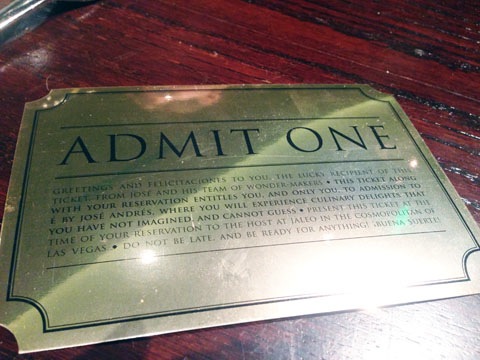 ADMIT ONE
GREETINGS AND FELICITACIONES TO YOU, THE LUCKY RECIPIENT OF THIS
TICKET, FROM JOSÉ AND HIS TEAM OF WONDER MAKERS • THIS TICKET ALONG
WITH YOUR RESERVATION ENTITLES YOU, AND ONLY YOU, TO ADMISSION TO
É BY JOSÉ ANDRÉS, WHERE YOU WILL EXPERIENCE CULINARY DELIGHTS THAT
YOU HAVE NOT IMAGINED, AND CANNOT GUESS • PRESENT THIS TICKET AT THE
TIME OF YOUR RESERVATION TO THE HOST AT JALEO IN THE COSMOPOLITAN OF
LAS VEGAS • DO NOT BE LATE, AND BE READY FOR ANYTHING! ¡BUENA SUERTE!